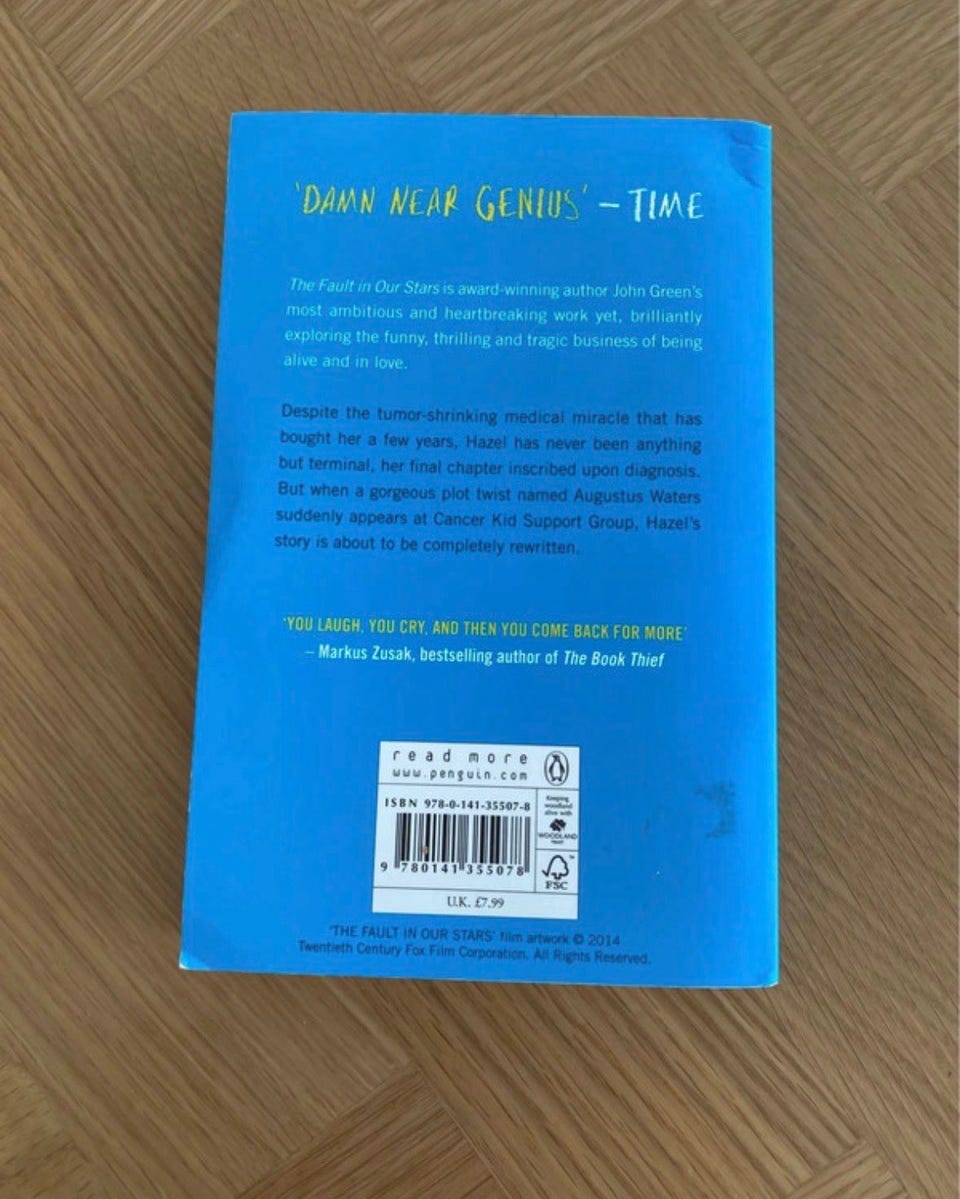 'DAMN NEAR GENIUS' – TIME
The Fault in Our Stars is award-winning author John Green's
most ambitious and heartbreaking work yet, brilliantly
exploring the funny, thrilling and tragic business of being
alive and in love.
Despite the tumor-shrinking medical miracle that has
bought her a few years, Hazel has never been anything
but terminal, her final chapter inscribed upon diagnosis.
But when a gorgeous plot twist named Augustus Waters
suddenly appears at Cancer Kid Support Group, Hazel's
story is about to be completely rewritten.
'YOU LAUGH, YOU CRY, AND THEN YOU COME BACK FOR MORE'
– Markus Zusak, bestselling author of The Book Thief
read more
www.penguin.com
ISBN 978-0-141-35507-8
9 780141 355078
Keeping
woodland
alive with
WOODLAND
TRUST
FSC™
U.K. £7.99
'THE FAULT IN OUR STARS' film artwork © 2014
Twentieth Century Fox Film Corporation. All Rights Reserved.